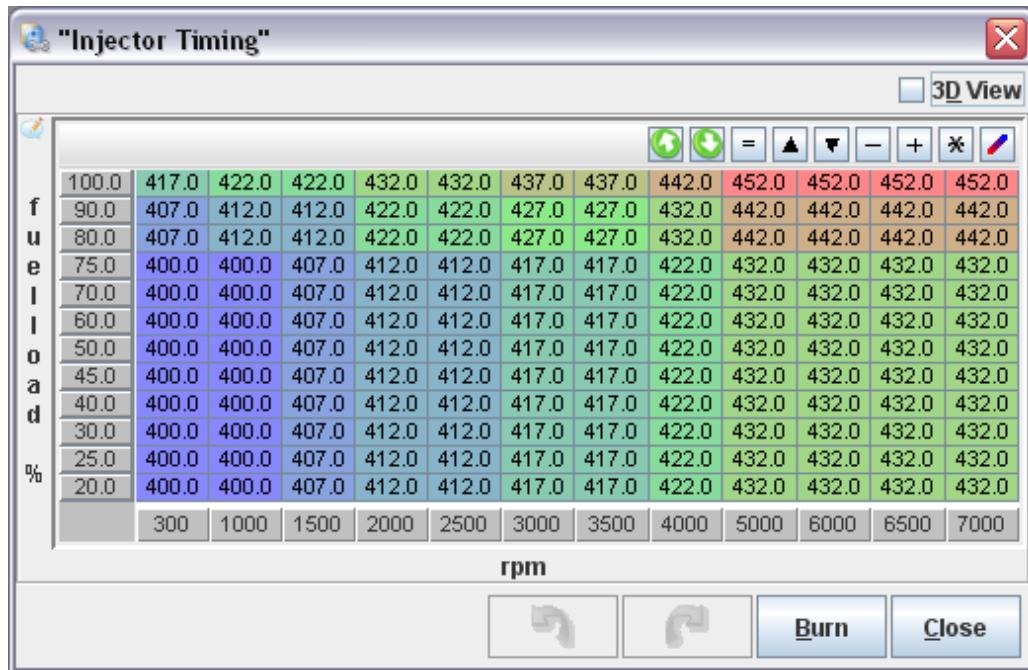 "Injector Timing"
3D View
= − + *
fuel load %
100.0 417.0 422.0 422.0 432.0 432.0 437.0 437.0 442.0 452.0 452.0 452.0 452.0
90.0 407.0 412.0 412.0 422.0 422.0 427.0 427.0 432.0 442.0 442.0 442.0 442.0
80.0 407.0 412.0 412.0 422.0 422.0 427.0 427.0 432.0 442.0 442.0 442.0 442.0
75.0 400.0 400.0 407.0 412.0 412.0 417.0 417.0 422.0 432.0 432.0 432.0 432.0
70.0 400.0 400.0 407.0 412.0 412.0 417.0 417.0 422.0 432.0 432.0 432.0 432.0
60.0 400.0 400.0 407.0 412.0 412.0 417.0 417.0 422.0 432.0 432.0 432.0 432.0
50.0 400.0 400.0 407.0 412.0 412.0 417.0 417.0 422.0 432.0 432.0 432.0 432.0
45.0 400.0 400.0 407.0 412.0 412.0 417.0 417.0 422.0 432.0 432.0 432.0 432.0
40.0 400.0 400.0 407.0 412.0 412.0 417.0 417.0 422.0 432.0 432.0 432.0 432.0
30.0 400.0 400.0 407.0 412.0 412.0 417.0 417.0 422.0 432.0 432.0 432.0 432.0
25.0 400.0 400.0 407.0 412.0 412.0 417.0 417.0 422.0 432.0 432.0 432.0 432.0
20.0 400.0 400.0 407.0 412.0 412.0 417.0 417.0 422.0 432.0 432.0 432.0 432.0
300 1000 1500 2000 2500 3000 3500 4000 5000 6000 6500 7000
rpm
Burn Close